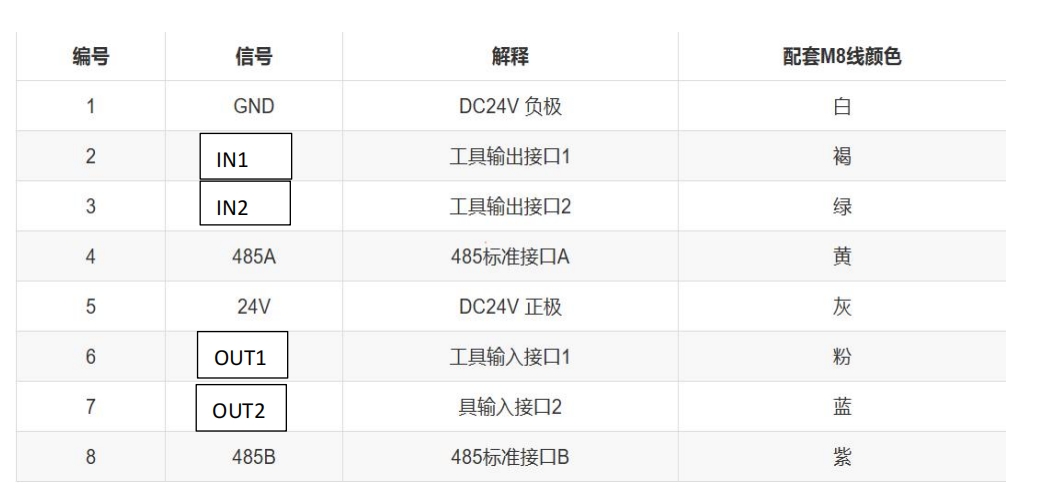 编号 信号 解释 配套M8线颜色
1 GND DC24V 负极 白
2 IN1 工具输出接口1 褐
3 IN2 工具输出接口2 绿
4 485A 485标准接口A 黄
5 24V DC24V 正极 灰
6 OUT1 工具输入接口1 粉
7 OUT2 具输入接口2 蓝
8 485B 485标准接口B 紫